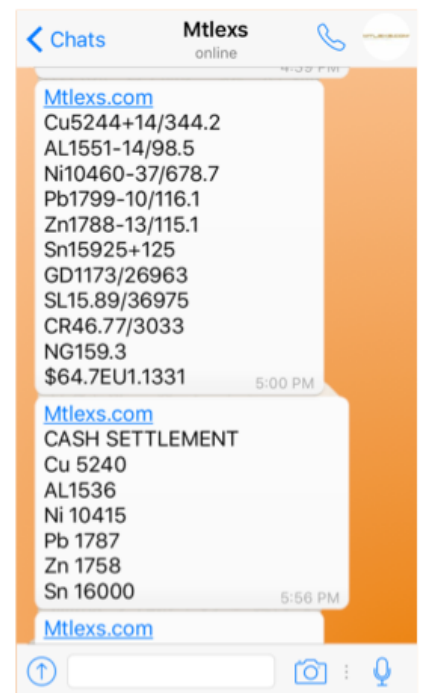 Chats
Mtlexs
online
4:59 PM
Mtlexs.com
Cu5244+14/344.2
AL1551-14/98.5
Ni10460-37/678.7
Pb1799-10/116.1
Zn1788-13/115.1
Sn15925+125
GD1173/26963
SL15.89/36975
CR46.77/3033
NG159.3
$64.7EU1.1331
5:00 PM
Mtlexs.com
CASH SETTLEMENT
Cu 5240
AL1536
Ni 10415
Pb 1787
Zn 1758
Sn 16000
5:56 PM
Mtlexs.com